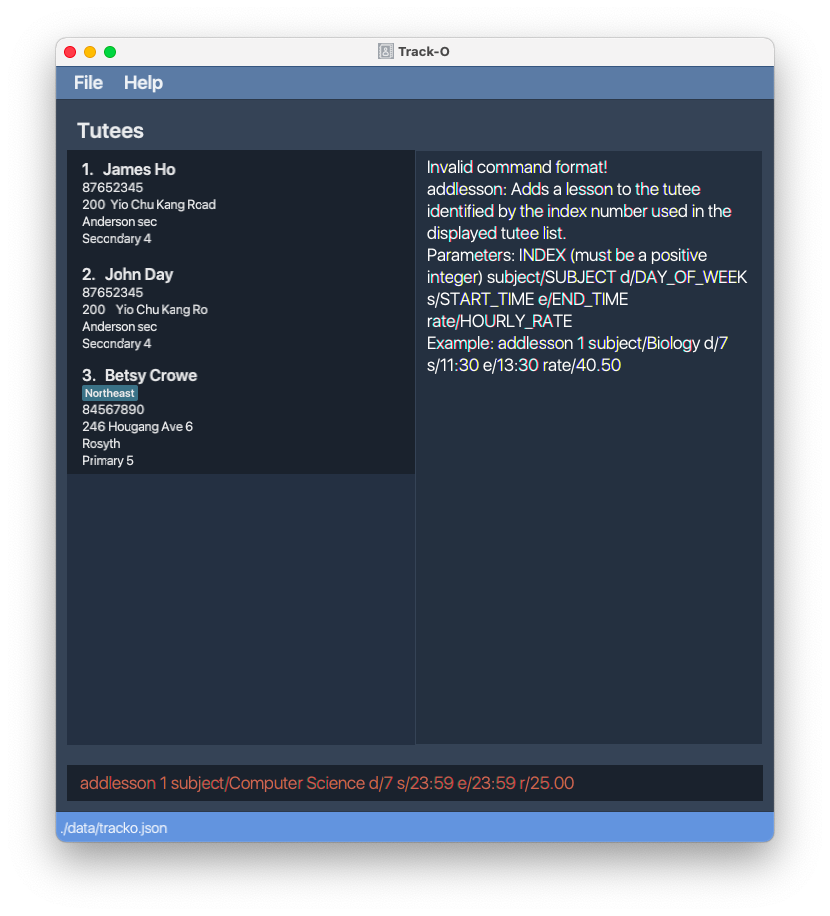 Track-O
File Help
Tutees
1. James Ho
87652345
200 Yio Chu Kang Road
Anderson sec
Secondary 4
2. John Day
87652345
200 Yio Chu Kang Ro
Anderson sec
Secondary 4
3. Betsy Crowe
Northeast
84567890
246 Hougang Ave 6
Rosyth
Primary 5
Invalid command format!
addlesson: Adds a lesson to the tutee
identified by the index number used in the
displayed tutee list.
Parameters: INDEX (must be a positive
integer) subject/SUBJECT d/DAY_OF_WEEK
s/START_TIME e/END_TIME
rate/HOURLY_RATE
Example: addlesson 1 subject/Biology d/7
s/11:30 e/13:30 rate/40.50
addlesson 1 subject/Computer Science d/7 s/23:59 e/23:59 r/25.00
./data/tracko.json